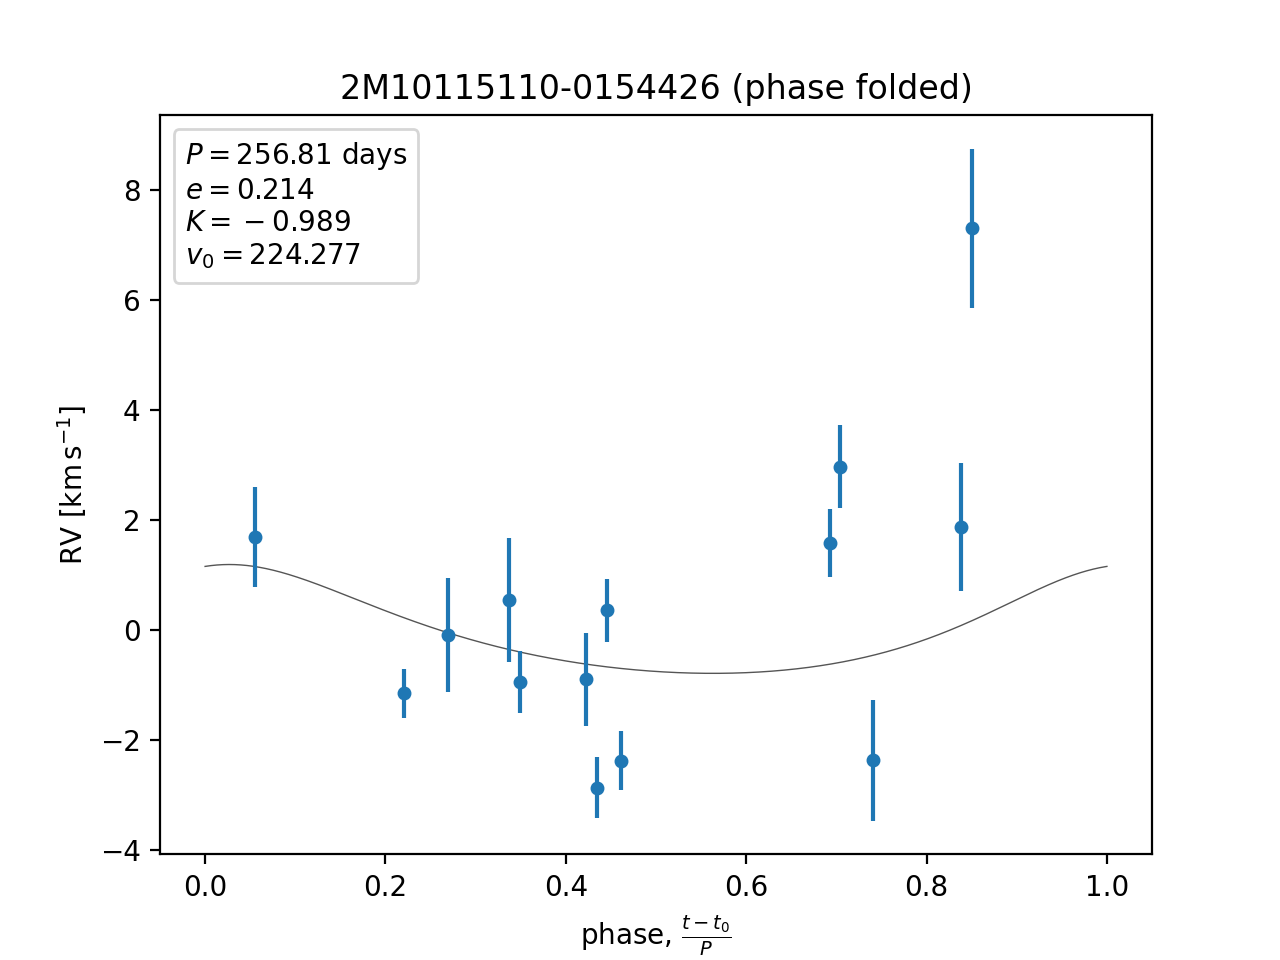 2M10115110-0154426 (phase folded)
P = 256.81 days
e = 0.214
K = −0.989
v₀ = 224.277
RV [km s⁻¹]
8
6
4
2
0
−2
−4
0.0 0.2 0.4 0.6 0.8 1.0
phase, (t − t₀)/P